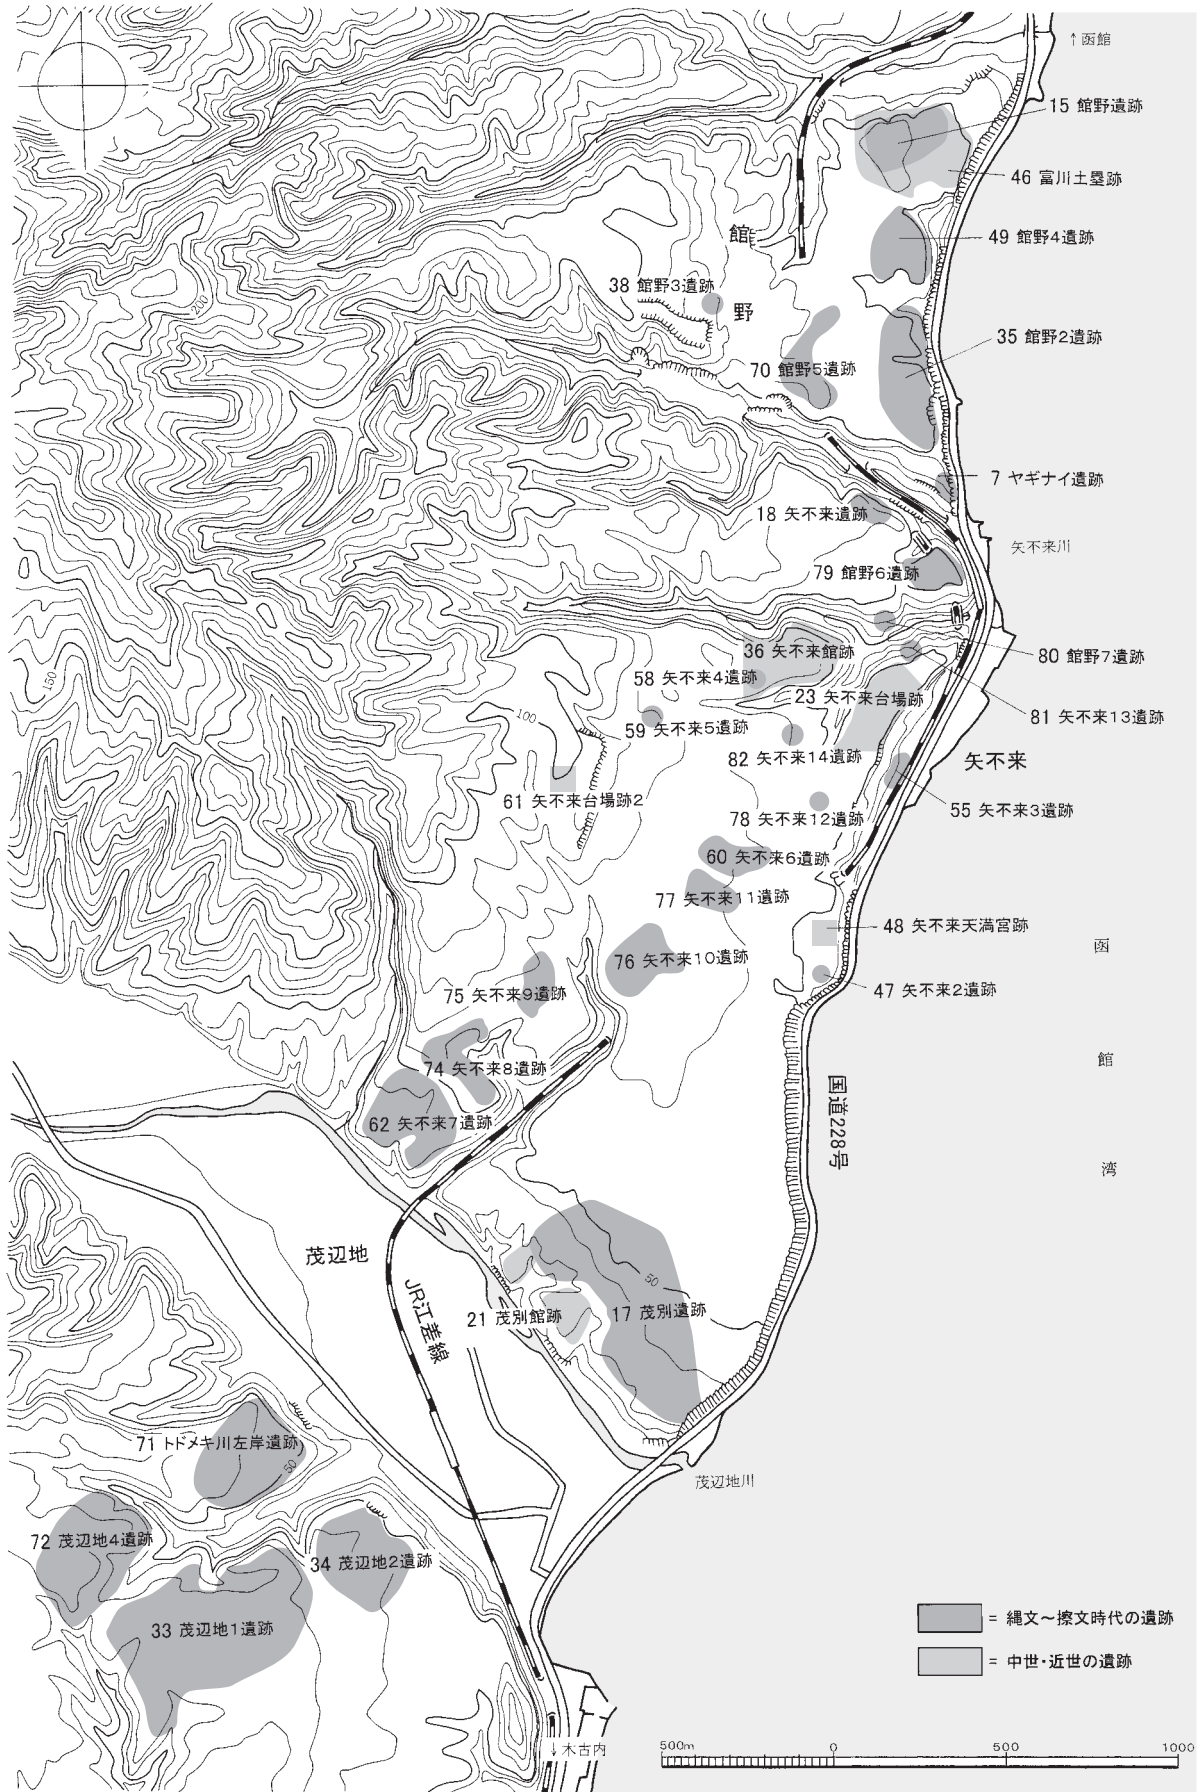 ↑函館
15 館野遺跡
46 富川土塁跡
49 館野4遺跡
館
野
38 館野3遺跡
35 館野2遺跡
70 館野5遺跡
200
7 ヤギナイ遺跡
18 矢不来遺跡
矢不来川
79 館野6遺跡
36 矢不来館跡
80 館野7遺跡
58 矢不来4遺跡
23 矢不来台場跡
150
100
81 矢不来13遺跡
59 矢不来5遺跡
82 矢不来14遺跡
矢不来
61 矢不来台場跡2
55 矢不来3遺跡
78 矢不来12遺跡
60 矢不来6遺跡
77 矢不来11遺跡
48 矢不来天満宮跡
76 矢不来10遺跡
75 矢不来9遺跡
47 矢不来2遺跡
函
館
湾
74 矢不来8遺跡
62 矢不来7遺跡
国道228号
茂辺地
50
JR江差線
21 茂別館跡
17 茂別遺跡
71 トドメキ川左岸遺跡
50
茂辺地川
72 茂辺地4遺跡
34 茂辺地2遺跡
33 茂辺地1遺跡
= 縄文～擦文時代の遺跡
= 中世・近世の遺跡
↓木古内
500m 0 500 1000